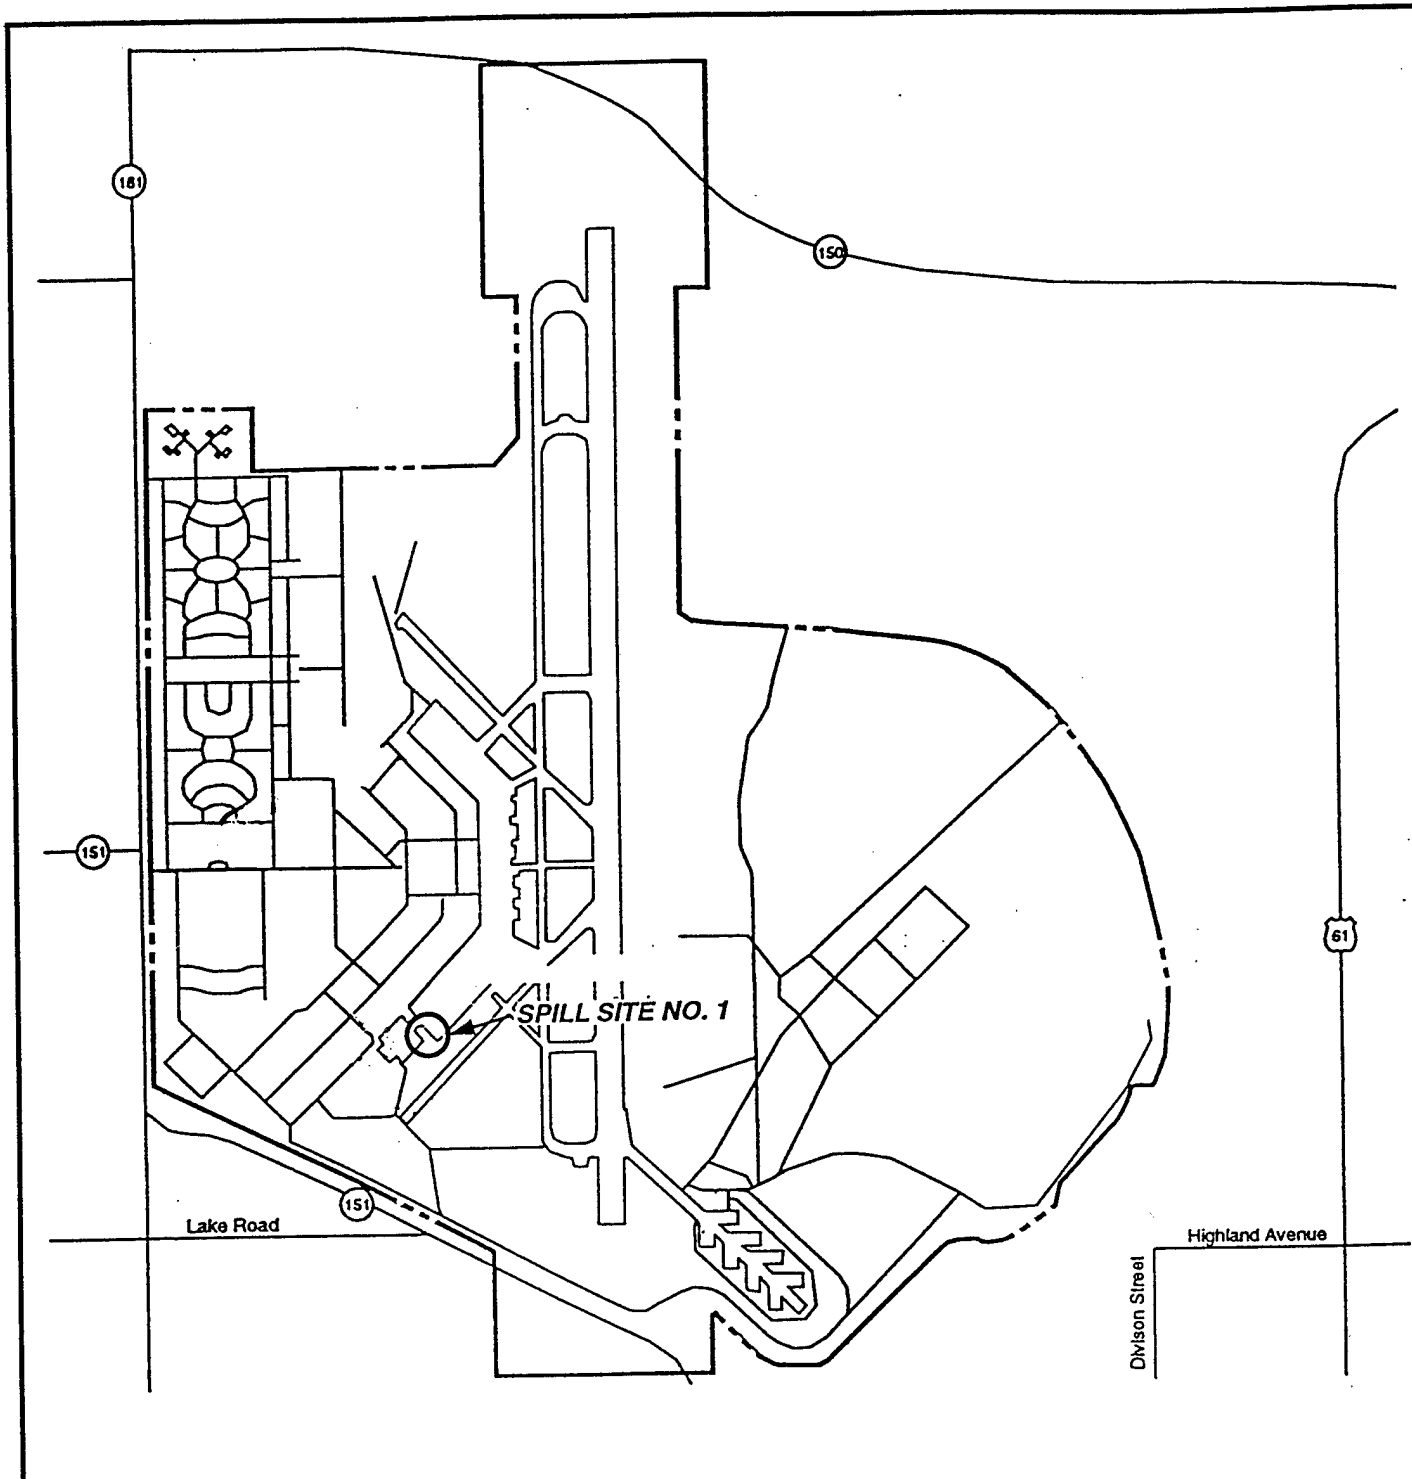 181
150
151
61
SPILL SITE NO. 1
151
Lake Road
Highland Avenue
Divison Street